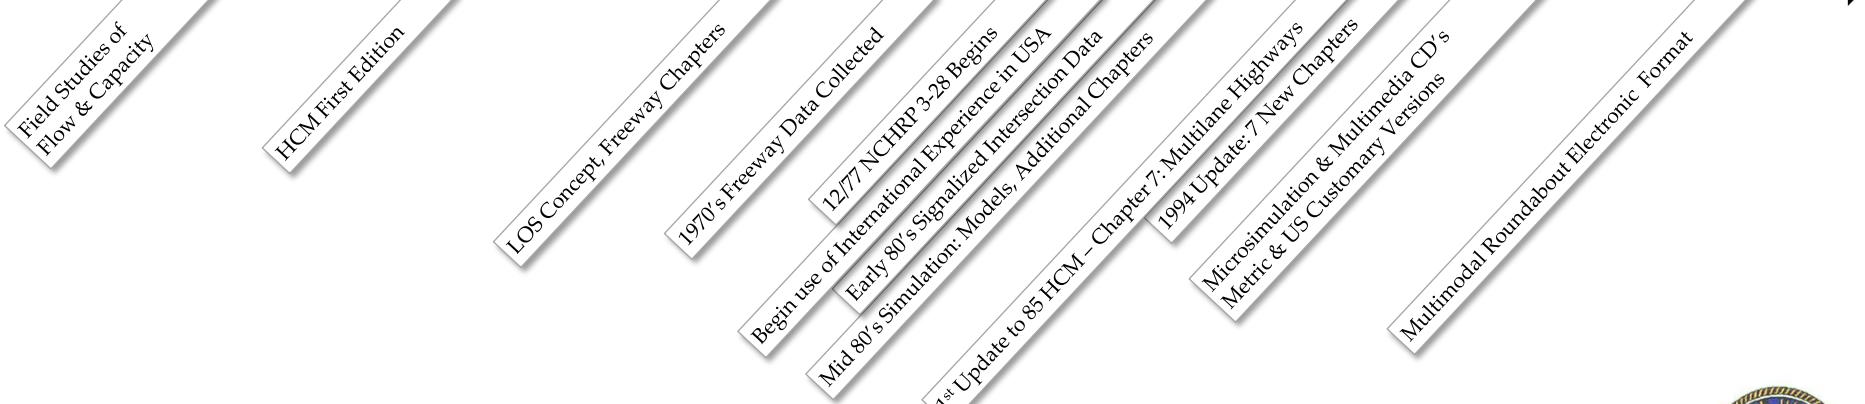 Field Studies of
Flow & Capacity
HCM First Edition
LOS Concept, Freeway Chapters
1970's Freeway Data Collected
12/77 NCHRP 3-28 Begins
Begin use of International Experience in USA
Early 80's Signalized Intersection Data
Mid 80's Simulation: Models, Additional Chapters
1st Update to 85 HCM – Chapter 7: Multilane Highways
1994 Update: 7 New Chapters
Microsimulation & Multimedia CD's
Metric & US Customary Versions
Multimodal Roundabout Electronic Format